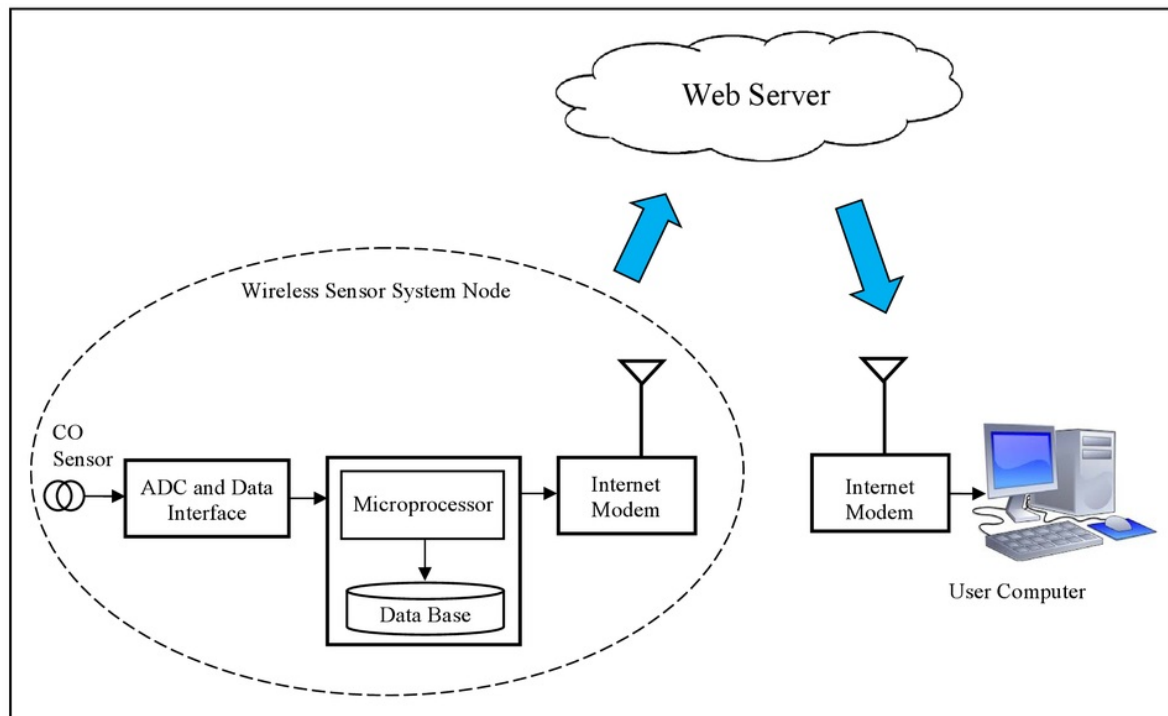 Web Server
Wireless Sensor System Node
CO
Sensor
ADC and Data
Interface
Microprocessor
Data Base
Internet
Modem
Internet
Modem
User Computer